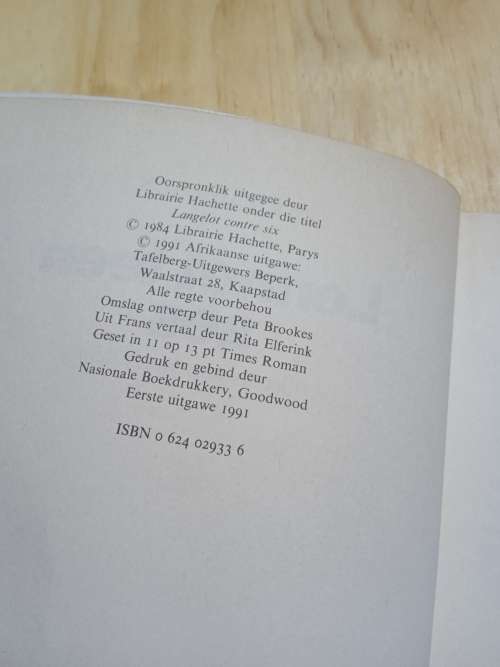 Oorspronklik uitgegee deur
Librairie Hachette onder die titel
Langelot contre six
© 1984 Librairie Hachette, Parys
© 1991 Afrikaanse uitgawe:
Tafelberg-Uitgewers Beperk,
Waalstraat 28, Kaapstad
Alle regte voorbehou
Omslag ontwerp deur Peta Brookes
Uit Frans vertaal deur Rita Elferink
Geset in 11 op 13 pt Times Roman
Gedruk en gebind deur
Nasionale Boekdrukkery, Goodwood
Eerste uitgawe 1991
ISBN 0 624 02933 6